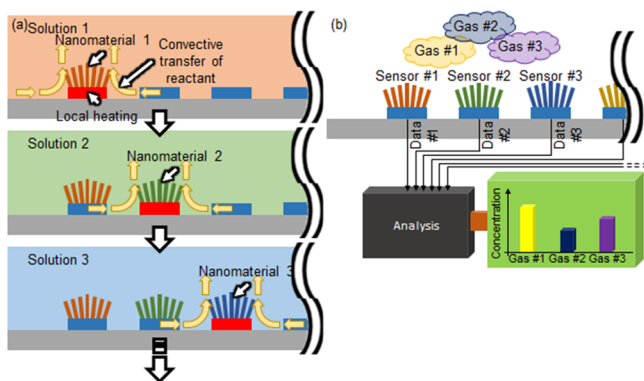 (a)
Solution 1
Nanomaterial 1
Convective
transfer of
reactant
Local heating
Solution 2
Nanomaterial 2
Solution 3
Nanomaterial 3
(b)
Gas #2
Gas #1
Gas #3
Sensor #1
Sensor #2
Sensor #3
Data
#1
Data
#2
Data
#3
Analysis
Concentration
Gas #1
Gas #2
Gas #3